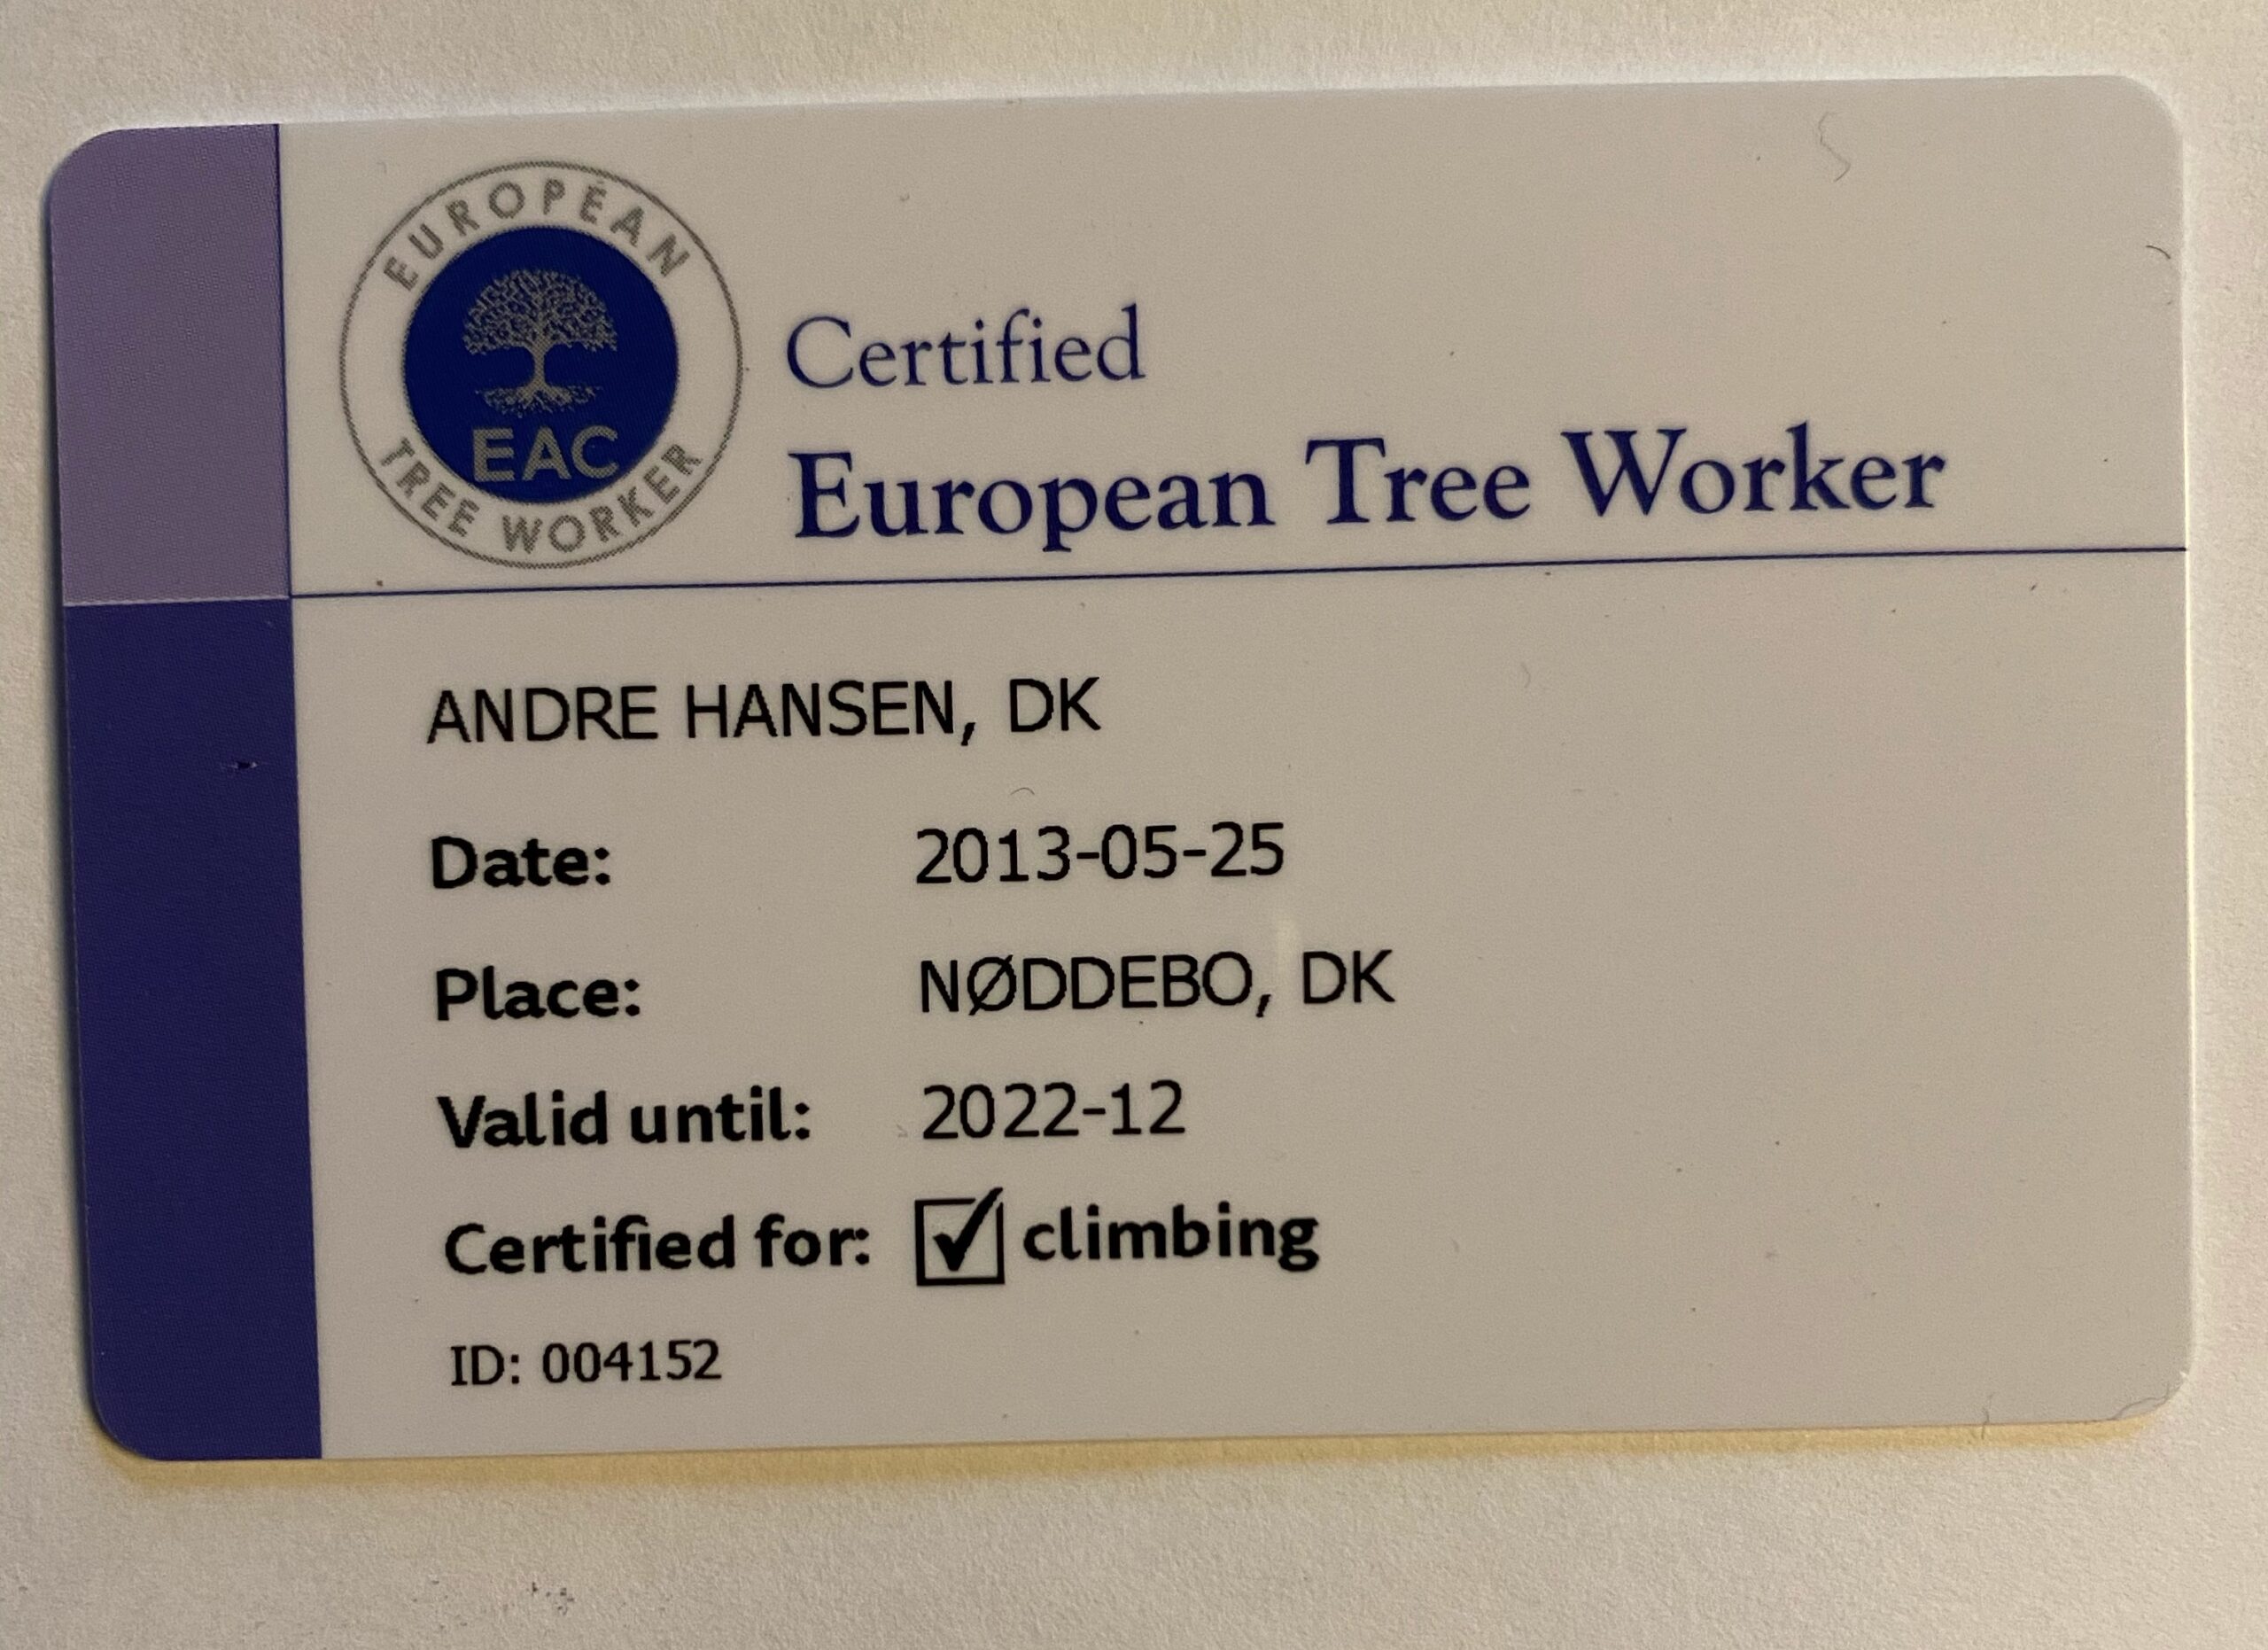 EUROPEAN
EAC
TREE WORKER
Certified
European Tree Worker
ANDRE HANSEN, DK
Date: 2013-05-25
Place: NØDDEBO, DK
Valid until: 2022-12
Certified for: ☑ climbing
ID: 004152